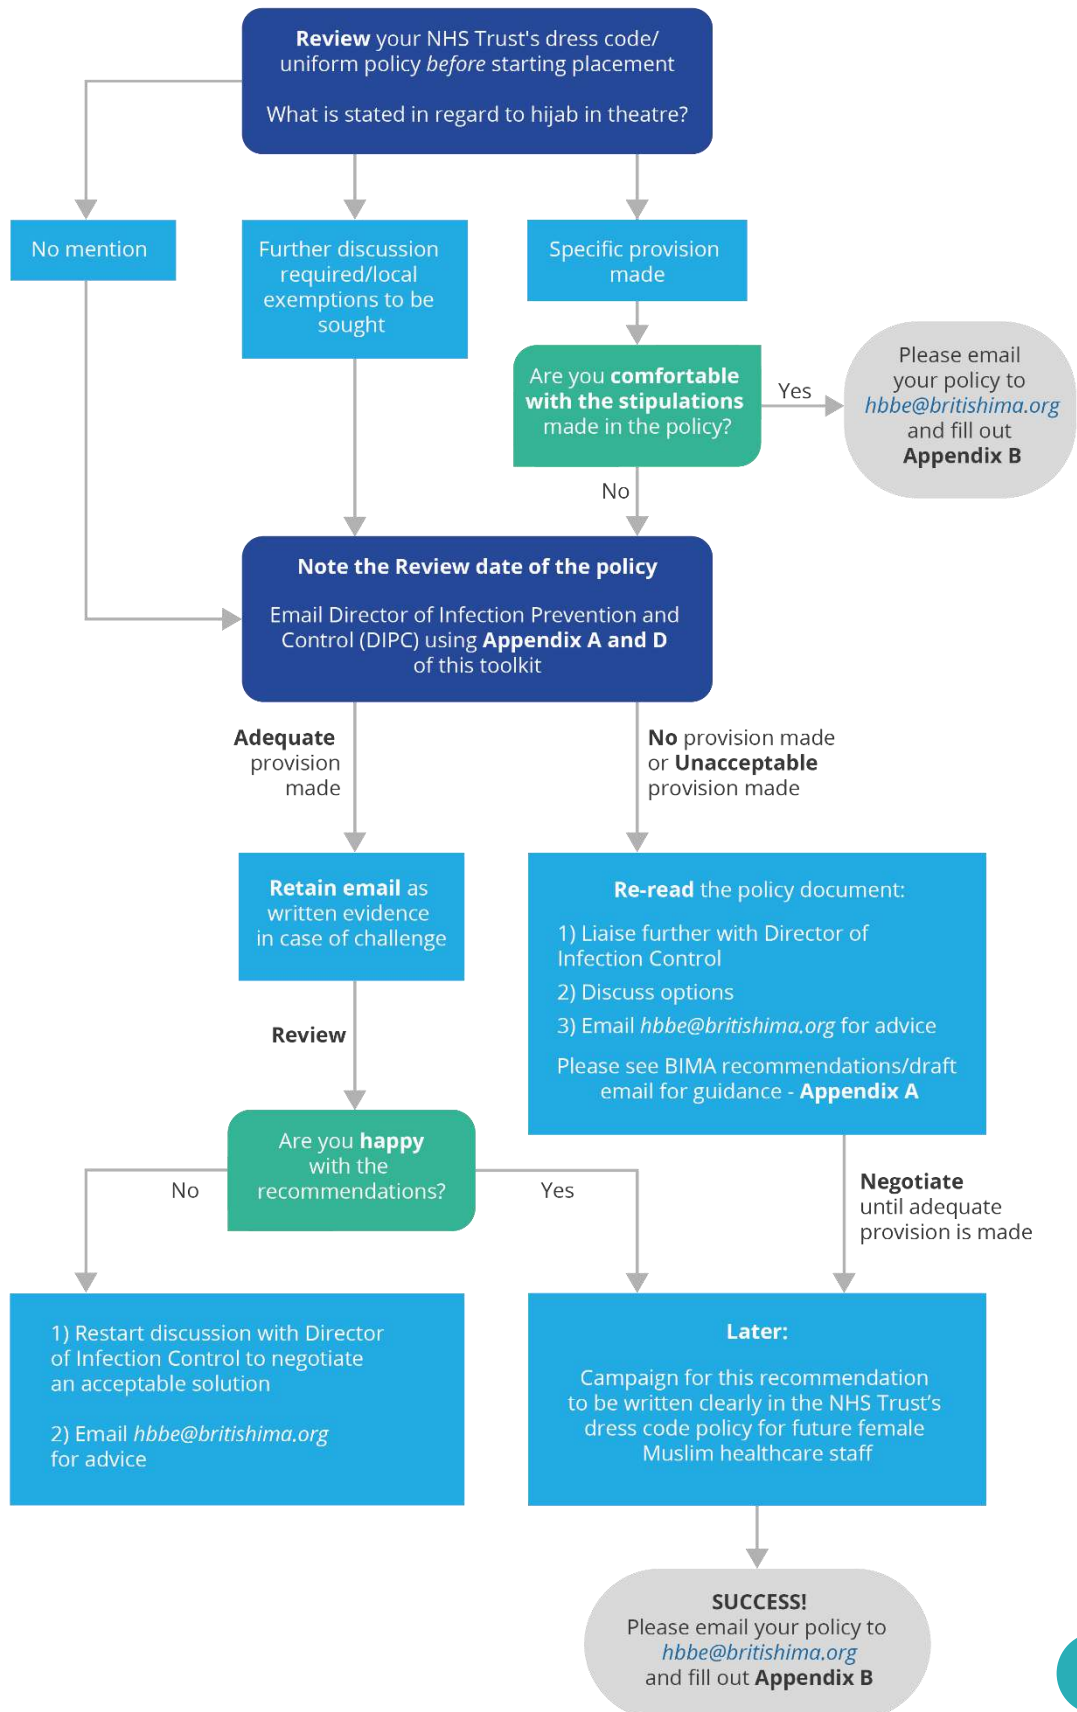 Review your NHS Trust's dress code/
uniform policy before starting placement
What is stated in regard to hijab in theatre?
No mention
Further discussion
required/local
exemptions to be
sought
Specific provision
made
Are you comfortable
with the stipulations
made in the policy?
Yes
Please email
your policy to
hbbe@britishima.org
and fill out
Appendix B
No
Note the Review date of the policy
Email Director of Infection Prevention and
Control (DIPC) using Appendix A and D
of this toolkit
Adequate
provision
made
No provision made
or Unacceptable
provision made
Retain email as
written evidence
in case of challenge
Re-read the policy document:
1) Liaise further with Director of
Infection Control
2) Discuss options
3) Email hbbe@britishima.org for advice
Please see BIMA recommendations/draft
email for guidance - Appendix A
Review
Are you happy
with the
recommendations?
No
Yes
Negotiate
until adequate
provision is made
1) Restart discussion with Director
of Infection Control to negotiate
an acceptable solution
2) Email hbbe@britishima.org
for advice
Later:
Campaign for this recommendation
to be written clearly in the NHS Trust’s
dress code policy for future female
Muslim healthcare staff
SUCCESS!
Please email your policy to
hbbe@britishima.org
and fill out Appendix B